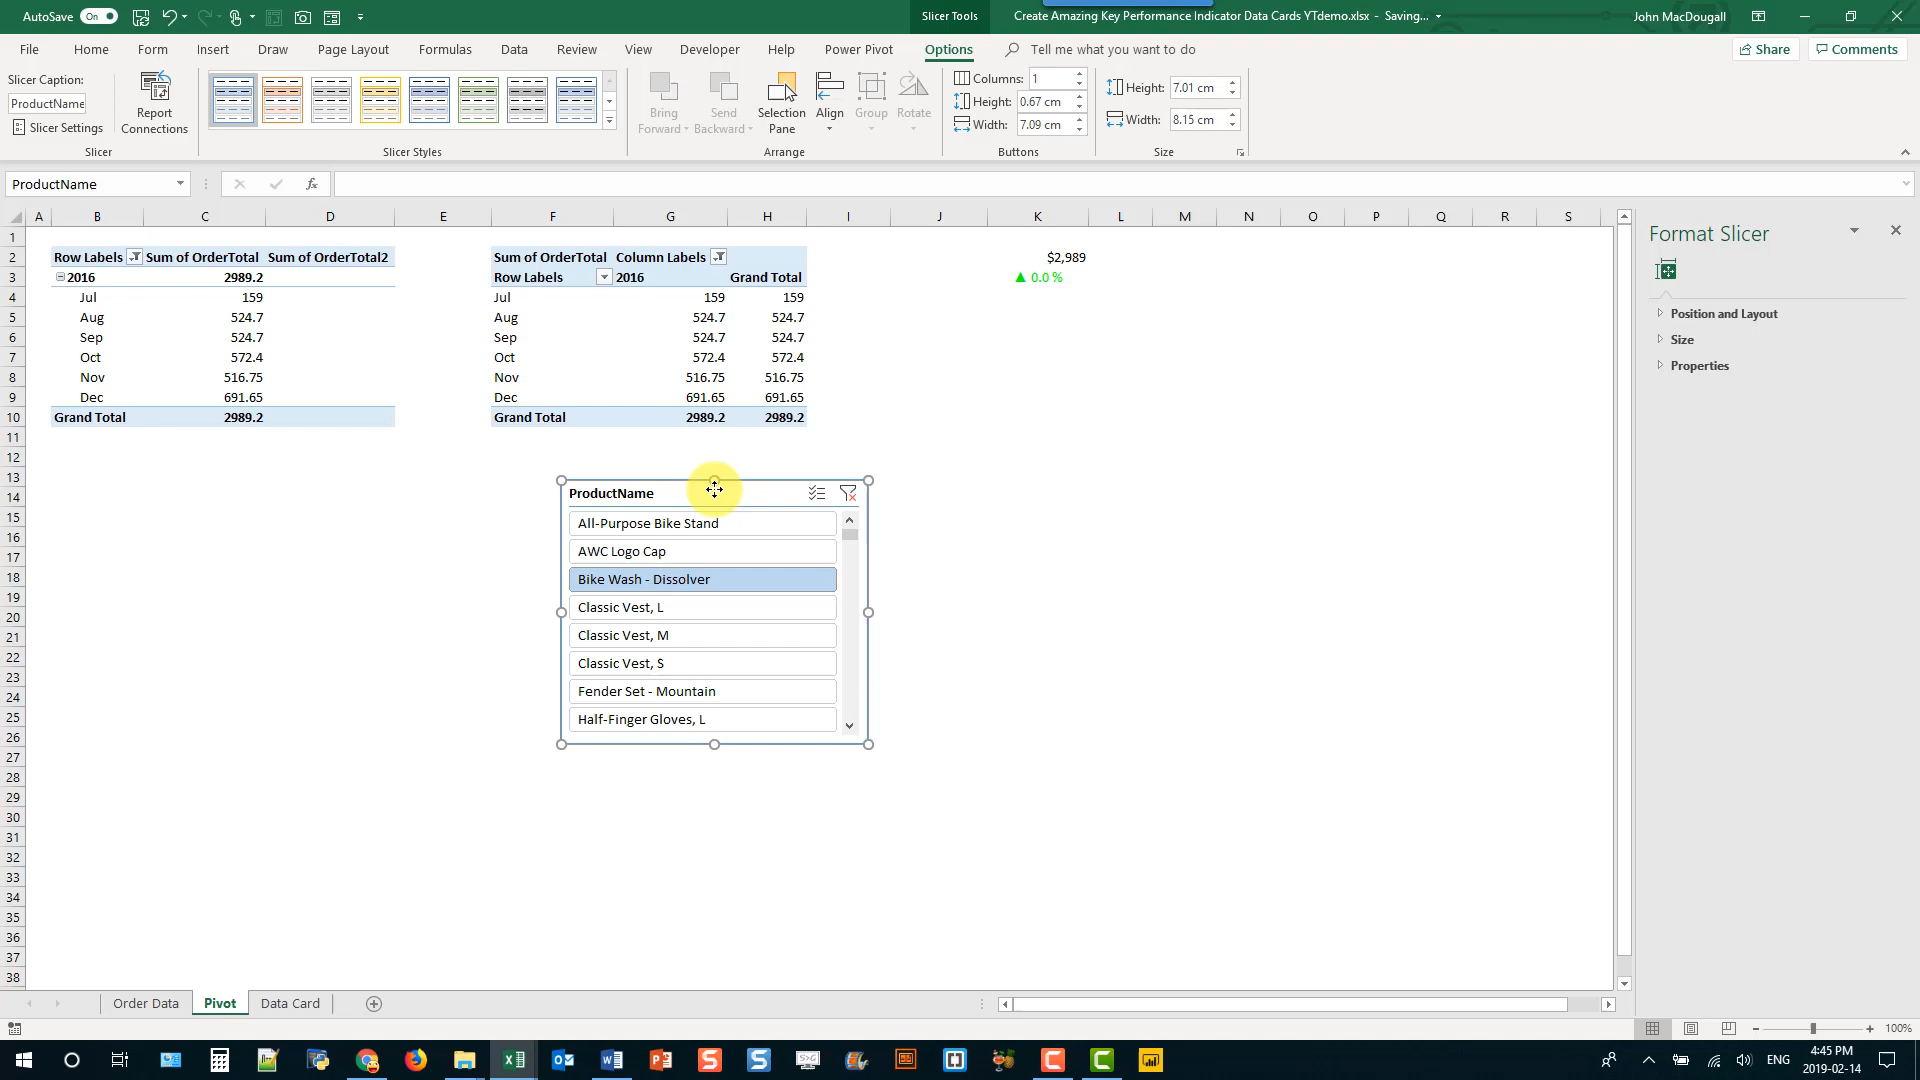 AutoSave On
Slicer Tools
Create Amazing Key Performance Indicator Data Cards YTdemo.xlsx - Saving...
John MacDougall
File Home Form Insert Draw Page Layout Formulas Data Review View Developer Help Power Pivot Options Tell me what you want to do
Share Comments
Slicer Caption:
ProductName
Slicer Settings
Report Connections
Slicer
Slicer Styles
Bring Forward
Send Backward
Selection Pane
Align
Group
Rotate
Arrange
Columns: 1
Height: 0.67 cm
Width: 7.09 cm
Buttons
Height: 7.01 cm
Width: 8.15 cm
Size
ProductName
fx
A B C D E F G H I J K L M N O P Q R S
1
2 Row Labels Sum of OrderTotal Sum of OrderTotal2 Sum of OrderTotal Column Labels $2,989
3 2016 2989.2 Row Labels 2016 Grand Total ▲ 0.0 %
4 Jul 159 Jul 159 159
5 Aug 524.7 Aug 524.7 524.7
6 Sep 524.7 Sep 524.7 524.7
7 Oct 572.4 Oct 572.4 572.4
8 Nov 516.75 Nov 516.75 516.75
9 Dec 691.65 Dec 691.65 691.65
10 Grand Total 2989.2 Grand Total 2989.2 2989.2
11
12
13
14
15
16
17
18
19
20
21
22
23
24
25
26
27
28
29
30
31
32
33
34
35
36
37
38
ProductName
All-Purpose Bike Stand
AWC Logo Cap
Bike Wash - Dissolver
Classic Vest, L
Classic Vest, M
Classic Vest, S
Fender Set - Mountain
Half-Finger Gloves, L
Format Slicer
Position and Layout
Size
Properties
Order Data Pivot Data Card
100%
ENG
4:45 PM
2019-02-14